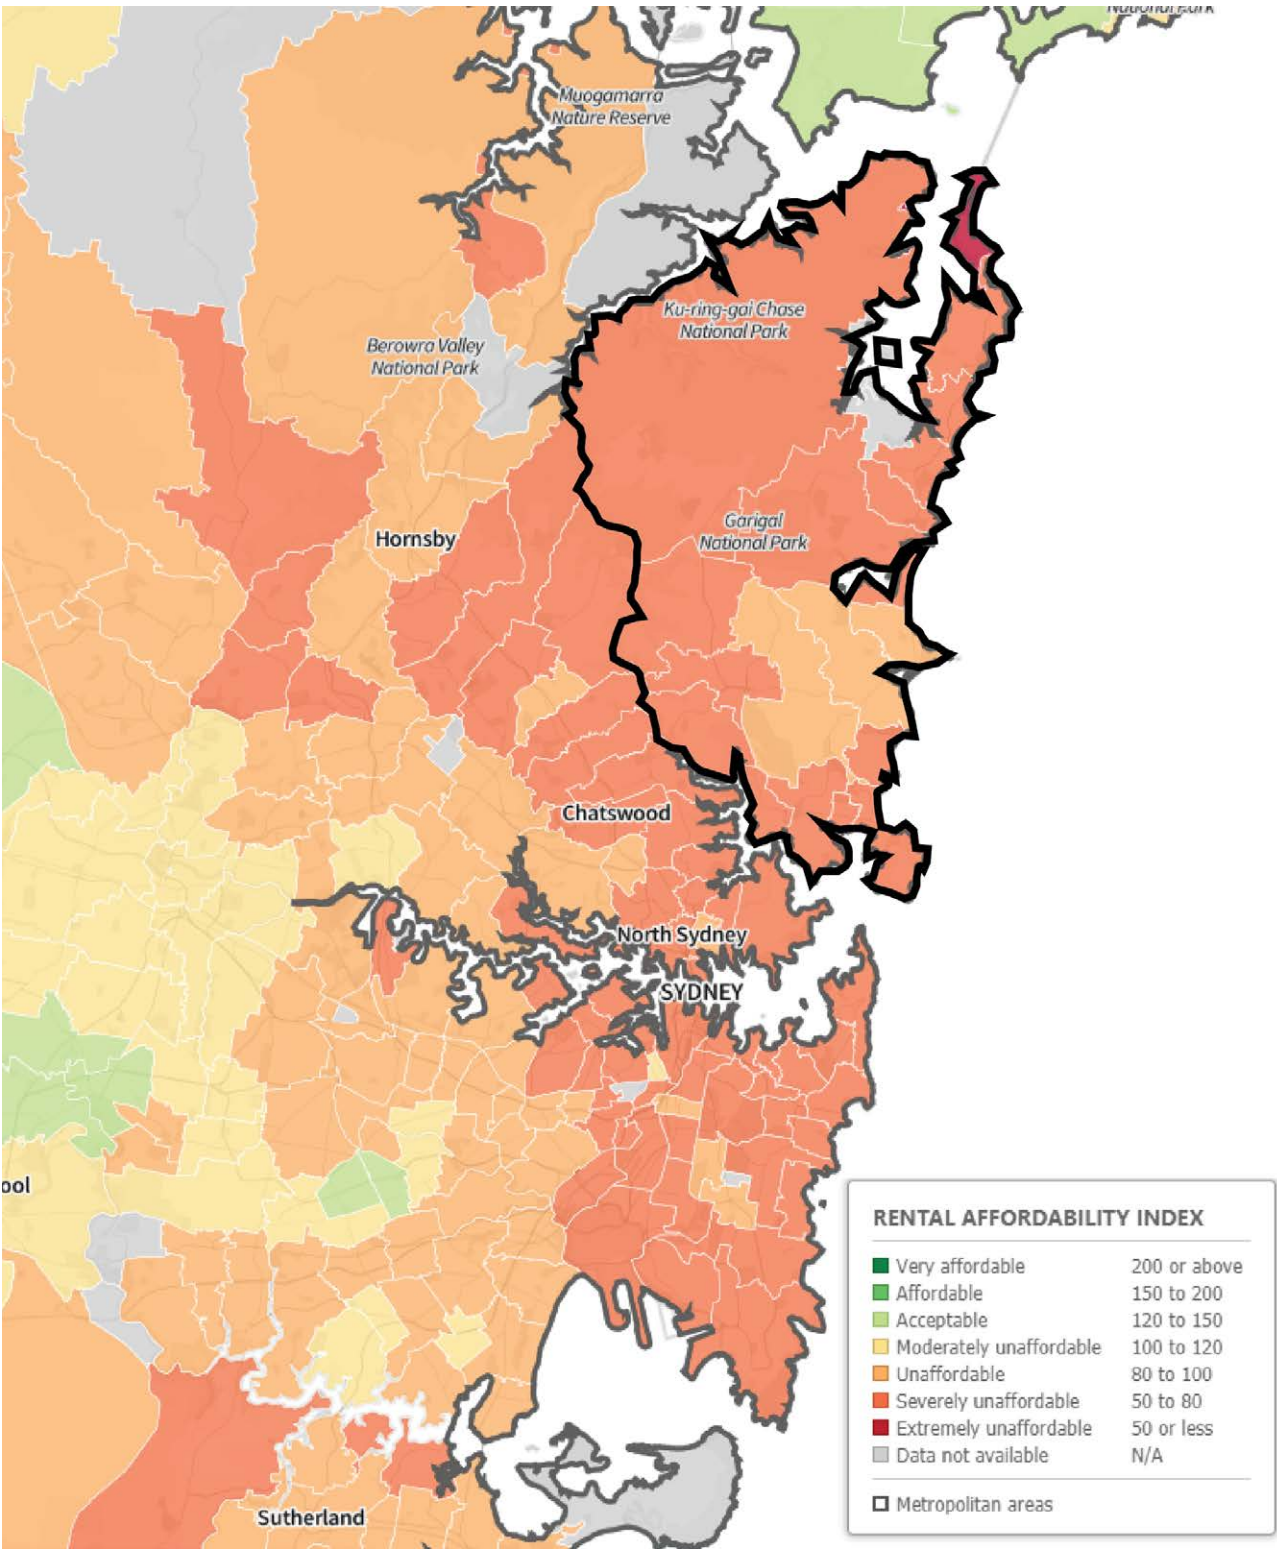 National Park
Muogamarra
Nature Reserve
Ku-ring-gai Chase
National Park
Berowra Valley
National Park
Garigal
National Park
Hornsby
Chatswood
North Sydney
SYDNEY
ool
Sutherland
RENTAL AFFORDABILITY INDEX
Very affordable 200 or above
Affordable 150 to 200
Acceptable 120 to 150
Moderately unaffordable 100 to 120
Unaffordable 80 to 100
Severely unaffordable 50 to 80
Extremely unaffordable 50 or less
Data not available N/A
Metropolitan areas